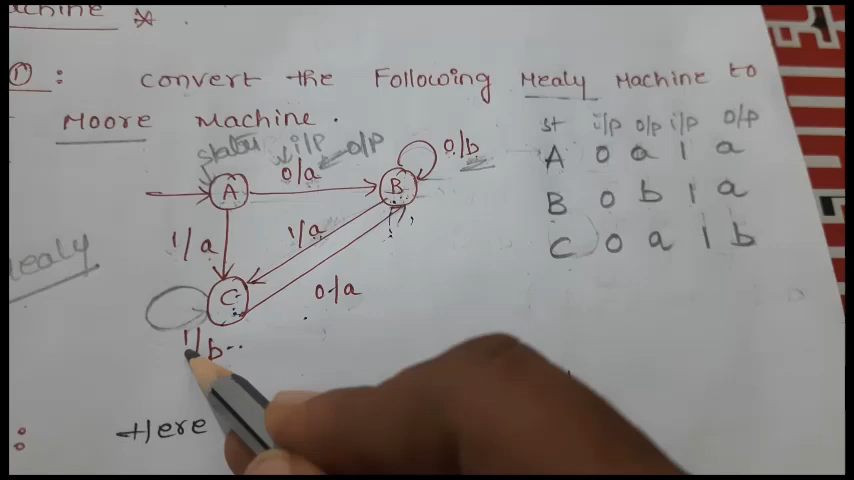 achine *.
① : Convert the Following Mealy Machine to
Moore Machine.
states i/p o/p
0/a
0/b
A
B
1/a
1/a
C
0/a
1/b
ealy
st i/p o/p i/p o/p
A 0 a 1 a
B 0 b 1 a
C 0 a 1 b
: Here